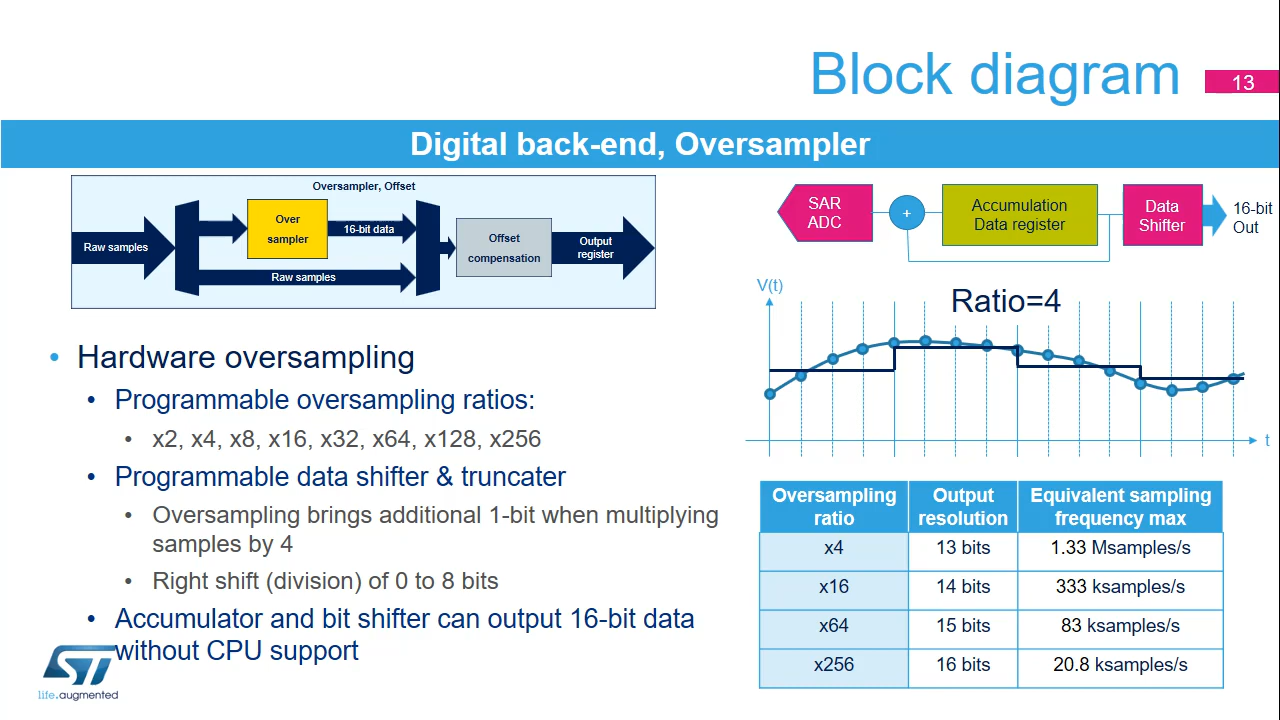 Block diagram
13
Digital back-end, Oversampler
Oversampler, Offset
Raw samples
Over
sampler
16-bit data
Raw samples
Offset
compensation
Output
register
SAR
ADC
+
Accumulation
Data register
Data
Shifter
16-bit
Out
V(t)
Ratio=4
t
• Hardware oversampling
• Programmable oversampling ratios:
• x2, x4, x8, x16, x32, x64, x128, x256
• Programmable data shifter & truncater
• Oversampling brings additional 1-bit when multiplying
samples by 4
• Right shift (division) of 0 to 8 bits
• Accumulator and bit shifter can output 16-bit data
without CPU support
Oversampling
ratio
Output
resolution
Equivalent sampling
frequency max
x4 13 bits 1.33 Msamples/s
x16 14 bits 333 ksamples/s
x64 15 bits 83 ksamples/s
x256 16 bits 20.8 ksamples/s
ST
life.augmented